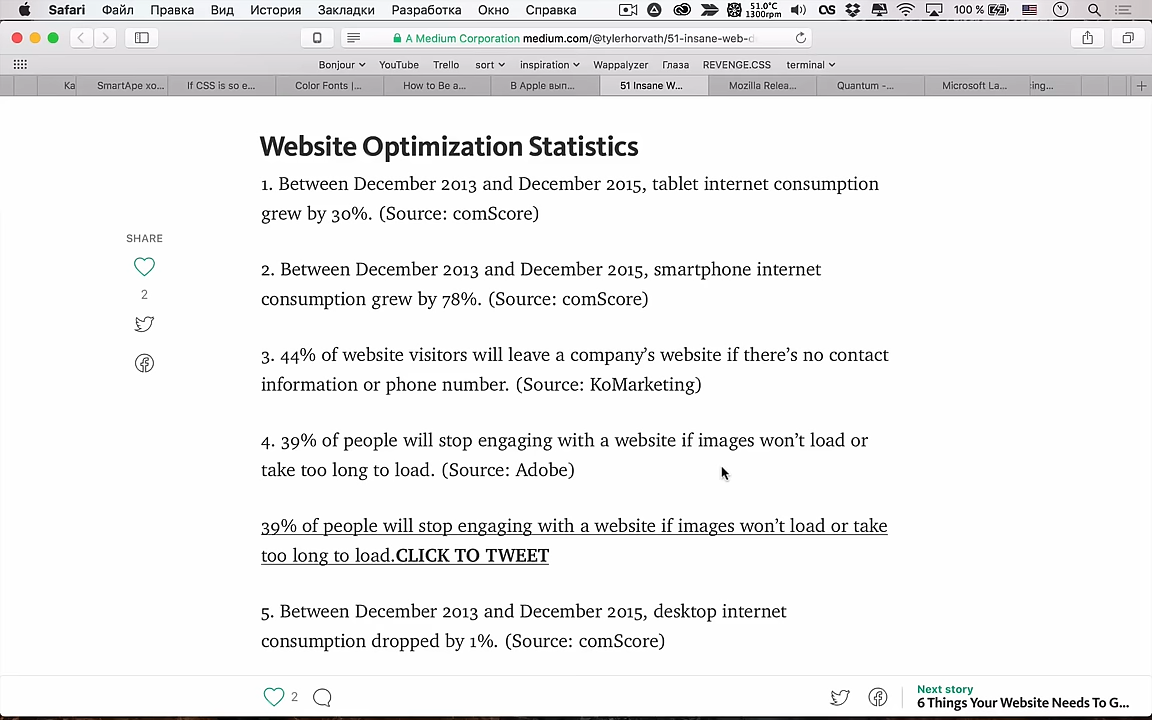 Safari Файл Правка Вид История Закладки Разработка Окно Справка 51.0°C 1300rpm 100 %
A Medium Corporation medium.com/@tylerhorvath/51-insane-web-d
Bonjour YouTube Trello sort inspiration Wappalyzer Глаза REVENGE.CSS terminal
Ka SmartApe xo... If CSS is so e... Color Fonts |... How to Be a... В Apple вып... 51 Insane W... Mozilla Relea... Quantum -... Microsoft La... ing...
Website Optimization Statistics
1. Between December 2013 and December 2015, tablet internet consumption
grew by 30%. (Source: comScore)
SHARE
2
2. Between December 2013 and December 2015, smartphone internet
consumption grew by 78%. (Source: comScore)
3. 44% of website visitors will leave a company’s website if there’s no contact
information or phone number. (Source: KoMarketing)
4. 39% of people will stop engaging with a website if images won’t load or
take too long to load. (Source: Adobe)
39% of people will stop engaging with a website if images won’t load or take
too long to load.CLICK TO TWEET
5. Between December 2013 and December 2015, desktop internet
consumption dropped by 1%. (Source: comScore)
2
Next story
6 Things Your Website Needs To G...